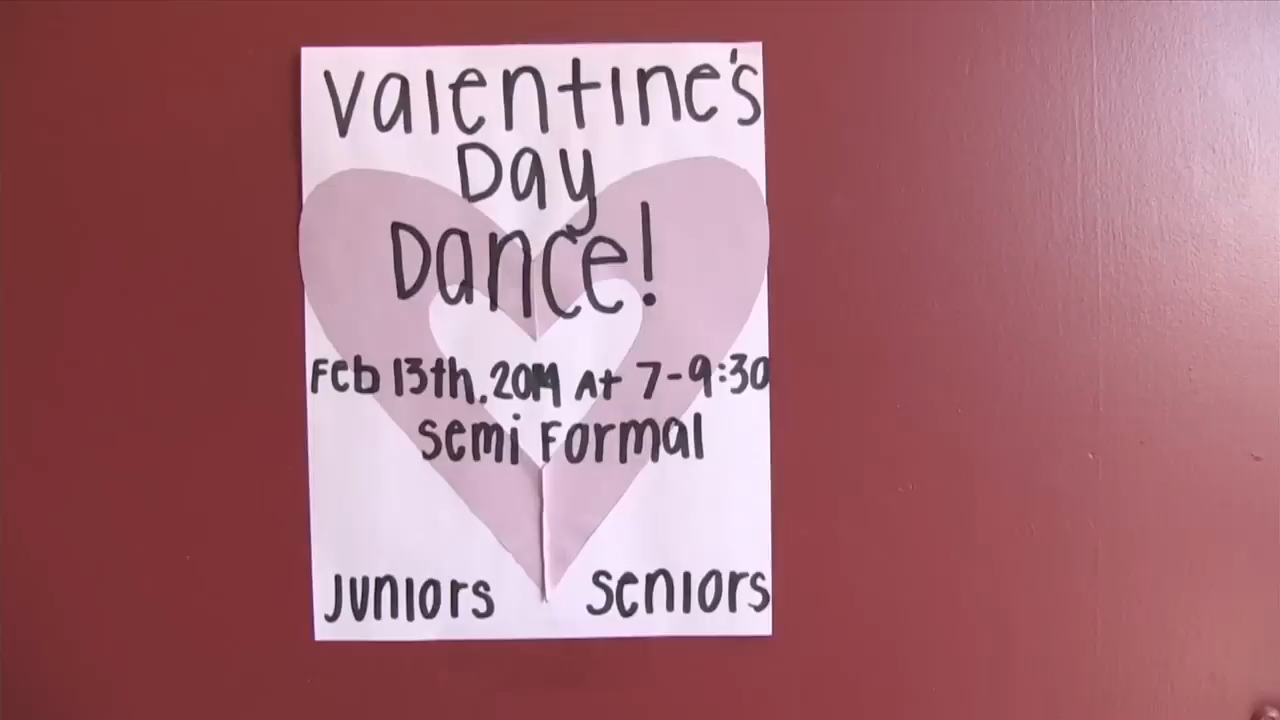 Valentine's
Day
Dance!
Feb 13th, 2014 At 7-9:30
Semi Formal
Juniors Seniors